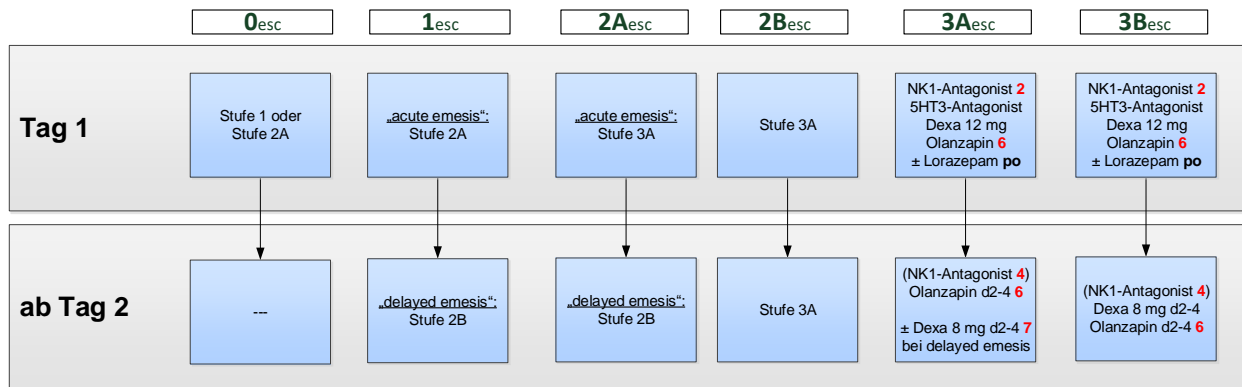 0esc
1esc
2Aesc
2Besc
3Aesc
3Besc
Tag 1
Stufe 1 oder
Stufe 2A
„acute emesis“:
Stufe 2A
„acute emesis“:
Stufe 3A
Stufe 3A
NK1-Antagonist 2
5HT3-Antagonist
Dexa 12 mg
Olanzapin 6
± Lorazepam po
NK1-Antagonist 2
5HT3-Antagonist
Dexa 12 mg
Olanzapin 6
± Lorazepam po
ab Tag 2
---
„delayed emesis“:
Stufe 2B
„delayed emesis“:
Stufe 2B
Stufe 3A
(NK1-Antagonist 4)
Olanzapin d2-4 6
± Dexa 8 mg d2-4 7
bei delayed emesis
(NK1-Antagonist 4)
Dexa 8 mg d2-4
Olanzapin d2-4 6